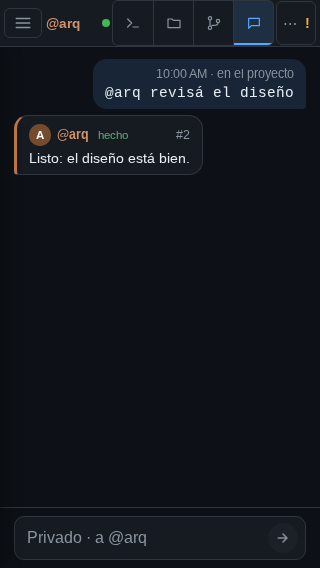 @arq
... !
10:00 AM · en el proyecto
@arq revisá el diseño
A @arq hecho #2
Listo: el diseño está bien.
Privado · a @arq